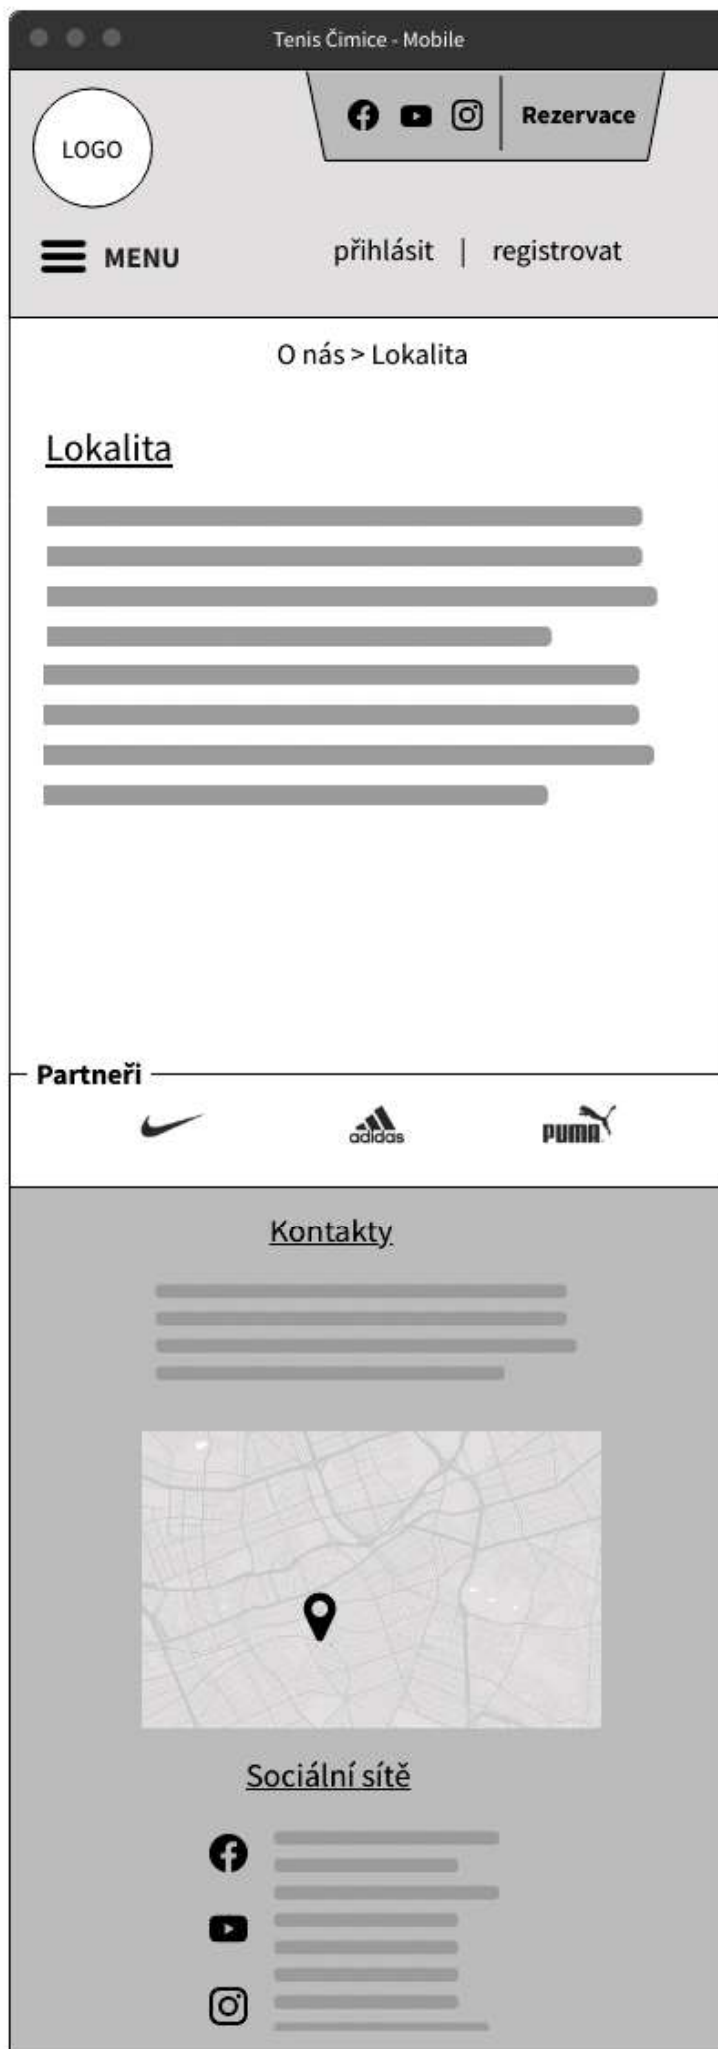 Tenis Čimice - Mobile
LOGO
Rezervace
MENU
přihlásit | registrovat
O nás > Lokalita
Lokalita
Partneři
adidas
PUMA
Kontakty
Sociální sítě